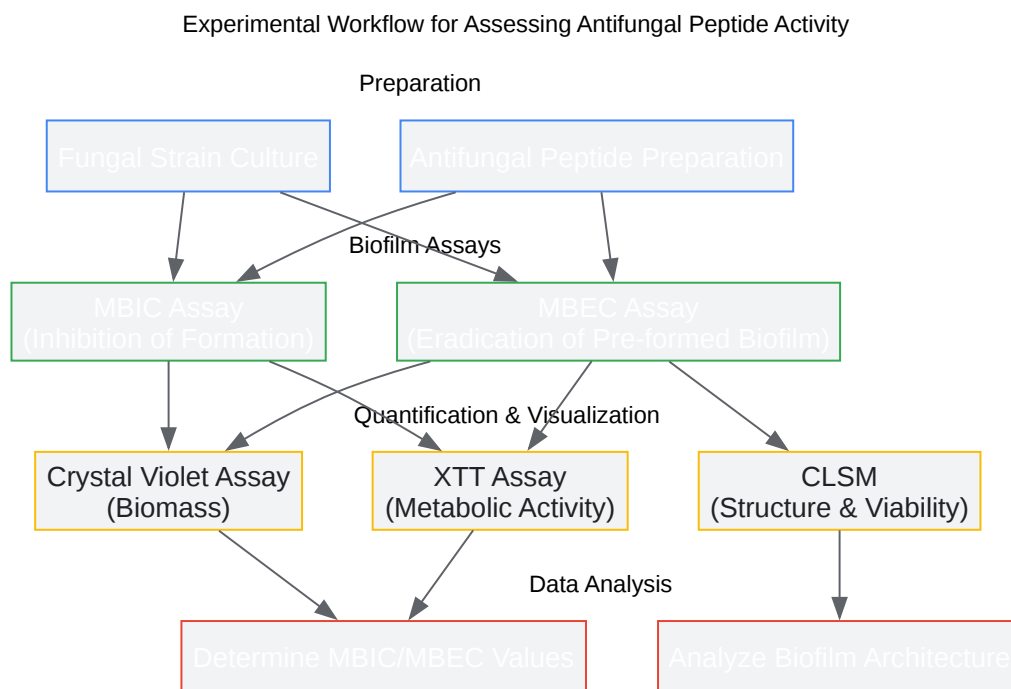 Experimental Workflow for Assessing Antifungal Peptide Activity
Preparation
Fungal Strain Culture
Antifungal Peptide Preparation
Biofilm Assays
MBIC Assay
(Inhibition of Formation)
MBEC Assay
(Eradication of Pre-formed Biofilm)
Quantification & Visualization
Crystal Violet Assay
(Biomass)
XTT Assay
(Metabolic Activity)
CLSM
(Structure & Viability)
Data Analysis
Determine MBIC/MBEC Values
Analyze Biofilm Architecture